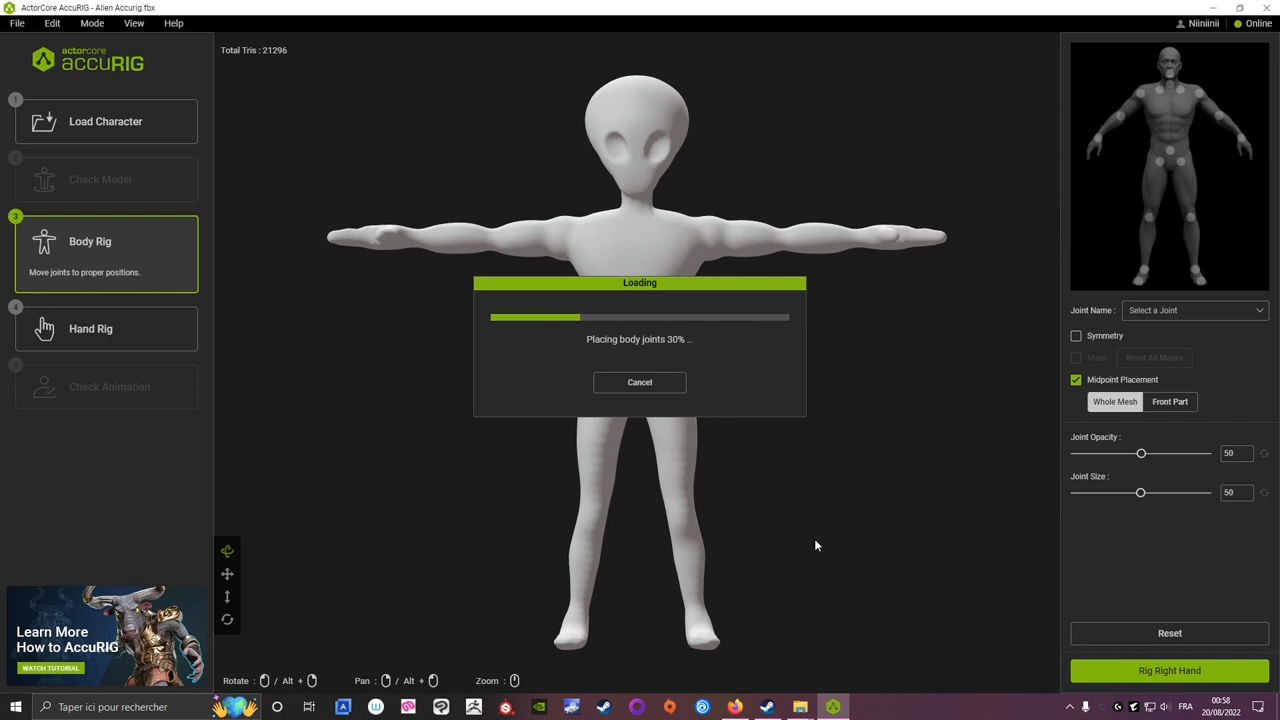 ActorCore AccuRIG - Alien Accurig.fbx
File Edit Mode View Help
Niiniinii Online
actorcore
accuRIG
Total Tris : 21296
1
Load Character
2
Check Model
3
Body Rig
Move joints to proper positions.
4
Hand Rig
5
Check Animation
Loading
Placing body joints 30% ...
Cancel
Joint Name : Select a Joint
Symmetry
Mask Reset All Masks
Midpoint Placement
Whole Mesh Front Part
Joint Opacity :
50
Joint Size :
50
Reset
Rig Right Hand
Learn More
How to AccuRIG
WATCH TUTORIAL
Rotate : / Alt + Pan : / Alt + Zoom :
Taper ici pour rechercher
FRA
00:58
20/08/2022